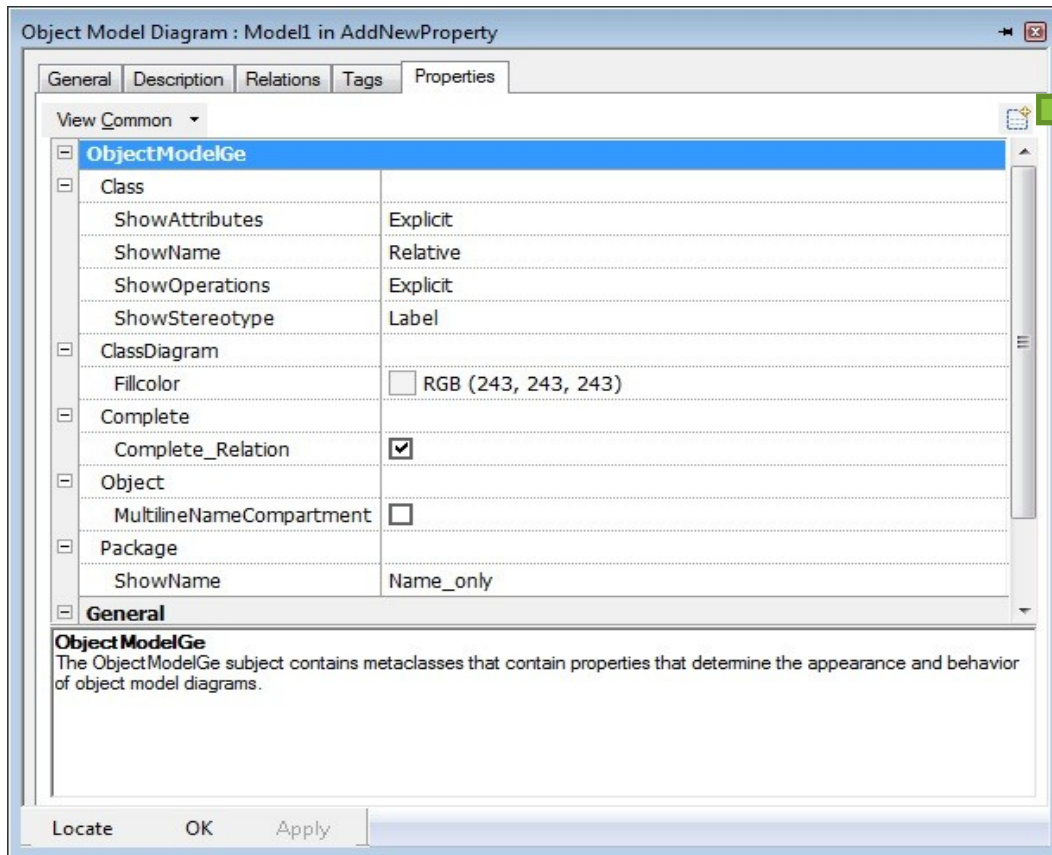 Object Model Diagram : Model1 in AddNewProperty
General Description Relations Tags Properties
View Common
ObjectModelGe
Class
ShowAttributes Explicit
ShowName Relative
ShowOperations Explicit
ShowStereotype Label
ClassDiagram
Fillcolor RGB (243, 243, 243)
Complete
Complete_Relation
Object
MultilineNameCompartment
Package
ShowName Name_only
General
ObjectModelGe
The ObjectModelGe subject contains metaclasses that contain properties that determine the appearance and behavior
of object model diagrams.
Locate OK Apply